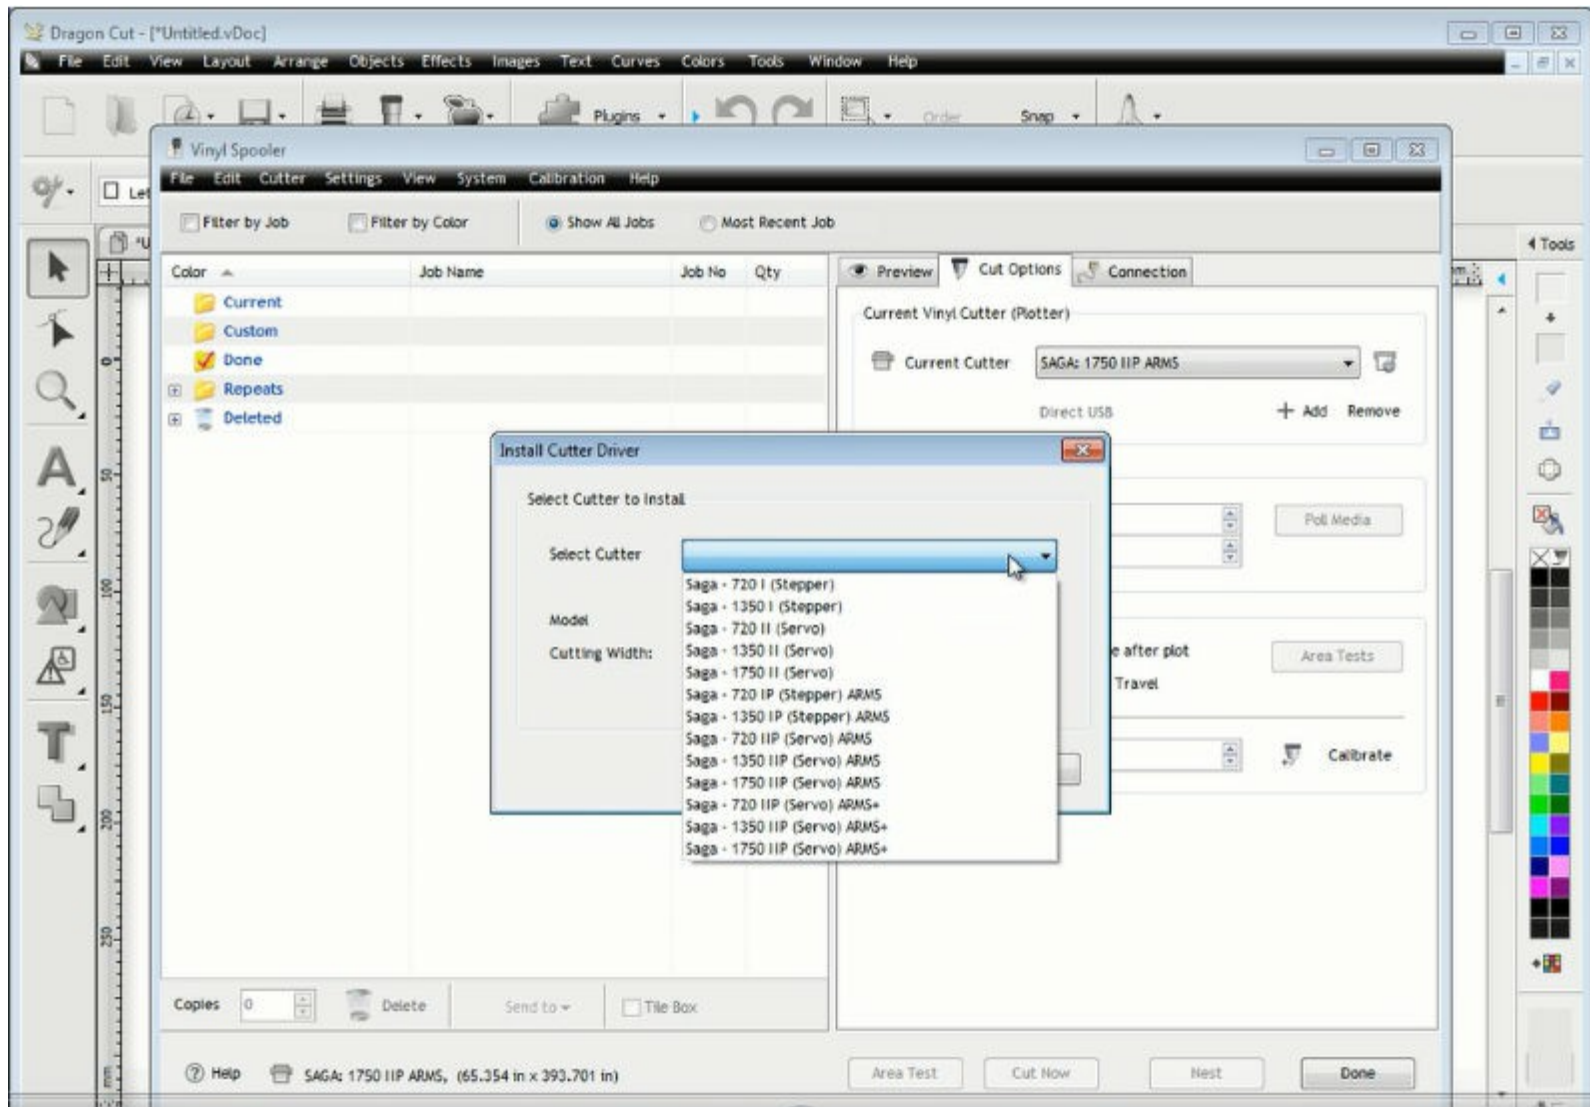 Dragon Cut - [*Untitled.vDoc]
File Edit View Layout Arrange Objects Effects Images Text Curves Colors Tools Window Help
Plugins Order Snap
Vinyl Spooler
File Edit Cutter Settings View System Calibration Help
Filter by Job Filter by Color Show All Jobs Most Recent Job
Tools
Color Job Name Job No Qty
Preview Cut Options Connection
Current
Custom
Done
Repeats
Deleted
Current Vinyl Cutter (Plotter)
Current Cutter SAGA: 1750 IIP ARMS
Direct USB + Add Remove
Install Cutter Driver
Select Cutter to Install
Select Cutter
Model
Cutting Width:
Saga - 720 I (Stepper)
Saga - 1350 I (Stepper)
Saga - 720 II (Servo)
Saga - 1350 II (Servo)
Saga - 1750 II (Servo)
Saga - 720 IP (Stepper) ARMS
Saga - 1350 IP (Stepper) ARMS
Saga - 720 IIP (Servo) ARMS
Saga - 1350 IIP (Servo) ARMS
Saga - 1750 IIP (Servo) ARMS
Saga - 720 IIP (Servo) ARMS+
Saga - 1350 IIP (Servo) ARMS+
Saga - 1750 IIP (Servo) ARMS+
Poll Media
e after plot
Area Tests
Travel
Calibrate
0
50
100
150
200
250
mm
Copies 0 Delete Send to Tile Box
Help SAGA: 1750 IIP ARMS, (65.354 in x 393.701 in)
Area Test Cut Now Nest Done